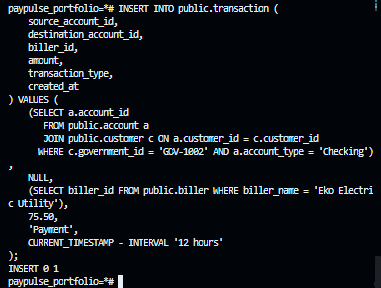 paypulse_portfolio=*# INSERT INTO public.transaction (
    source_account_id,
    destination_account_id,
    biller_id,
    amount,
    transaction_type,
    created_at
) VALUES (
    (SELECT a.account_id
       FROM public.account a
       JOIN public.customer c ON a.customer_id = c.customer_id
      WHERE c.government_id = 'GOV-1002' AND a.account_type = 'Checking')
,
    NULL,
    (SELECT biller_id FROM public.biller WHERE biller_name = 'Eko Electri
c Utility'),
    75.50,
    'Payment',
    CURRENT_TIMESTAMP - INTERVAL '12 hours'
);
INSERT 0 1
paypulse_portfolio=*#